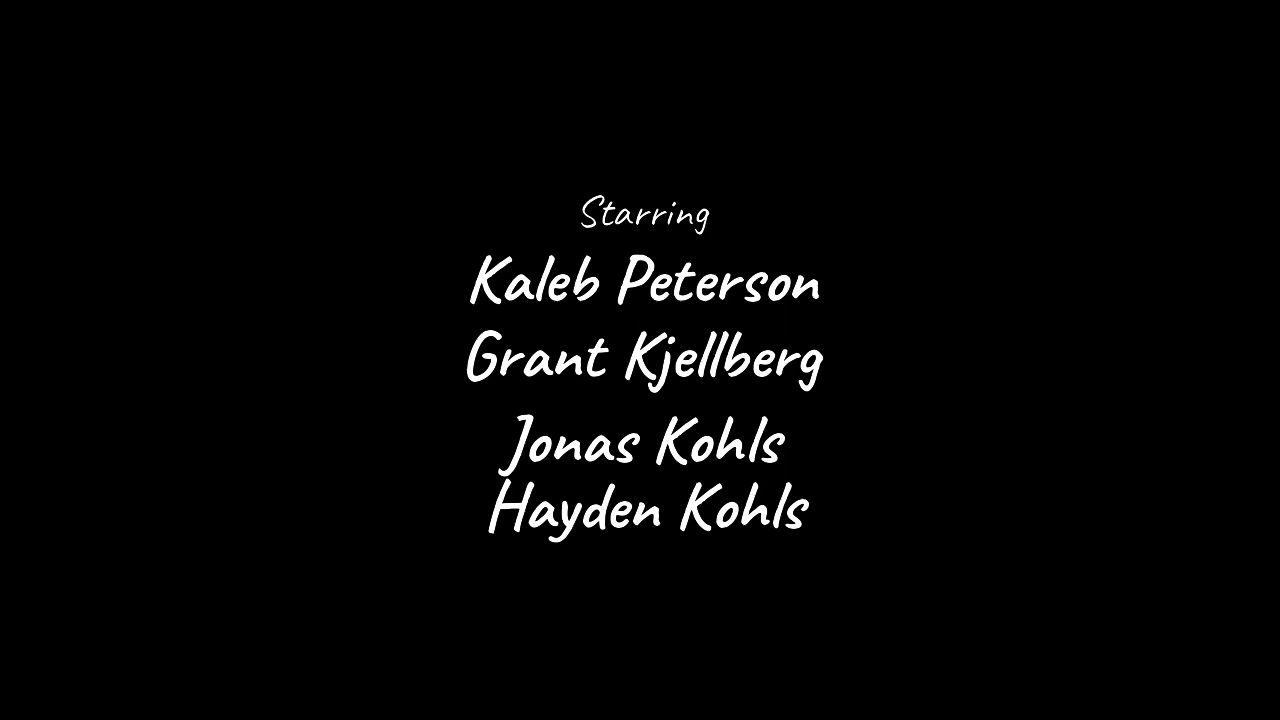 Starring
Kaleb Peterson
Grant Kjellberg
Jonas Kohls
Hayden Kohls